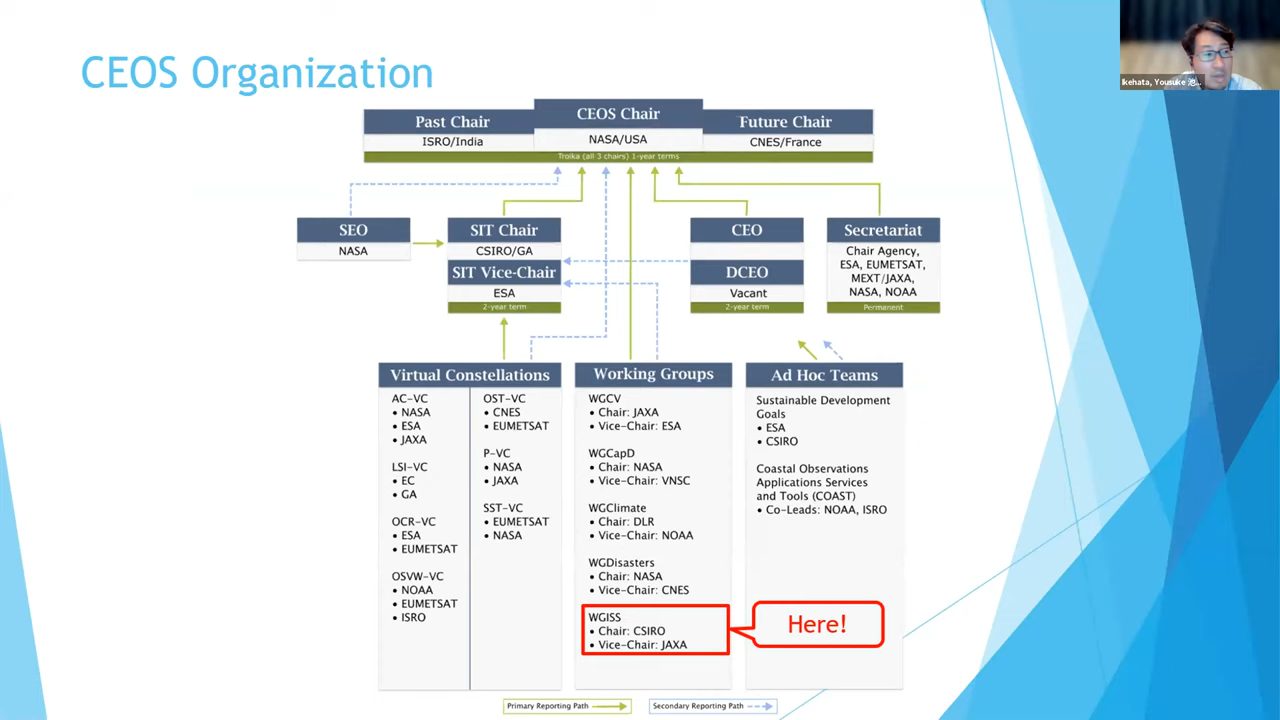 CEOS Organization
Ikehata, Yousuke 池...
Past Chair
ISRO/India
CEOS Chair
NASA/USA
Future Chair
CNES/France
Troika (all 3 chairs) 1-year terms
SEO
NASA
SIT Chair
CSIRO/GA
SIT Vice-Chair
ESA
2-year term
CEO
DCEO
Vacant
2-year term
Secretariat
Chair Agency,
ESA, EUMETSAT,
MEXT/JAXA,
NASA, NOAA
Permanent
Virtual Constellations
AC-VC
• NASA
• ESA
• JAXA
LSI-VC
• EC
• GA
OCR-VC
• ESA
• EUMETSAT
OSVW-VC
• NOAA
• EUMETSAT
• ISRO
OST-VC
• CNES
• EUMETSAT
P-VC
• NASA
• JAXA
SST-VC
• EUMETSAT
• NASA
Working Groups
WGCV
• Chair: JAXA
• Vice-Chair: ESA
WGCapD
• Chair: NASA
• Vice-Chair: VNSC
WGClimate
• Chair: DLR
• Vice-Chair: NOAA
WGDisasters
• Chair: NASA
• Vice-Chair: CNES
WGISS
• Chair: CSIRO
• Vice-Chair: JAXA
Here!
Ad Hoc Teams
Sustainable Development
Goals
• ESA
• CSIRO
Coastal Observations
Applications Services
and Tools (COAST)
• Co-Leads: NOAA, ISRO
Primary Reporting Path
Secondary Reporting Path